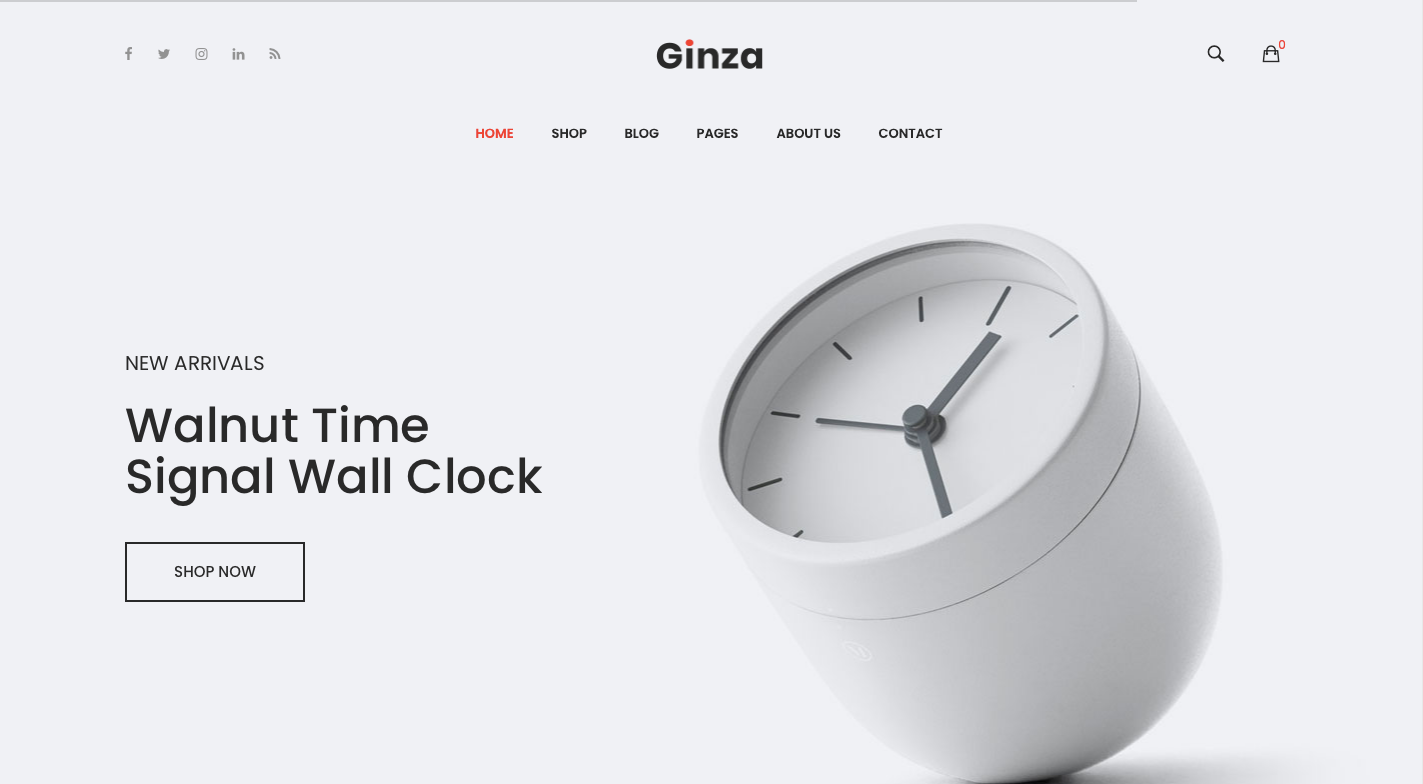 Ginza
0
HOME SHOP BLOG PAGES ABOUT US CONTACT
NEW ARRIVALS
Walnut Time
Signal Wall Clock
SHOP NOW